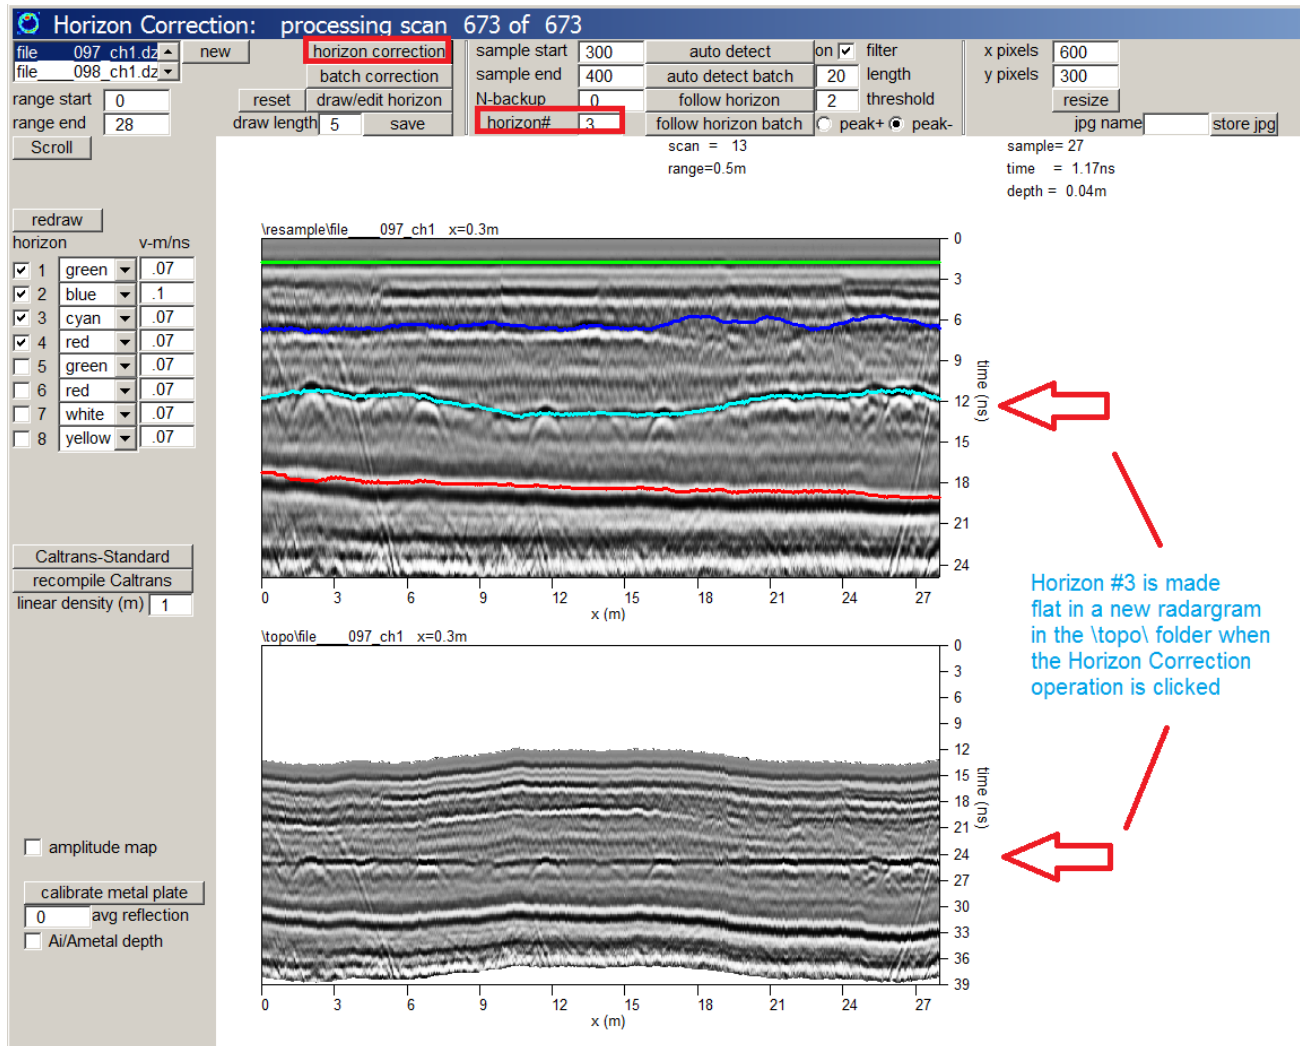 Horizon Correction:   processing scan  673 of  673
file____097_ch1.dz
file____098_ch1.dz
new
horizon correction
batch correction
reset
draw/edit horizon
draw length 5
save
range start 0
range end 28
Scroll
sample start 300
sample end 400
N-backup 0
horizon# 3
auto detect
auto detect batch
follow horizon
follow horizon batch
on filter
20 length
2 threshold
peak+ peak-
x pixels 600
y pixels 300
resize
jpg name
store jpg
scan = 13
range=0.5m
sample= 27
time = 1.17ns
depth = 0.04m
redraw
horizon v-m/ns
1 green .07
2 blue .1
3 cyan .07
4 red .07
5 green .07
6 red .07
7 white .07
8 yellow .07
Caltrans-Standard
recompile Caltrans
linear density (m) 1
amplitude map
calibrate metal plate
0 avg reflection
Ai/Ametal depth
\resample\file____097_ch1 x=0.3m
0
3
6
9
12
15
18
21
24
time (ns)
0 3 6 9 12 15 18 21 24 27
x (m)
\topo\file____097_ch1 x=0.3m
0
3
6
9
12
15
18
21
24
27
30
33
36
39
time (ns)
0 3 6 9 12 15 18 21 24 27
x (m)
Horizon #3 is made
flat in a new radargram
in the \topo\ folder when
the Horizon Correction
operation is clicked